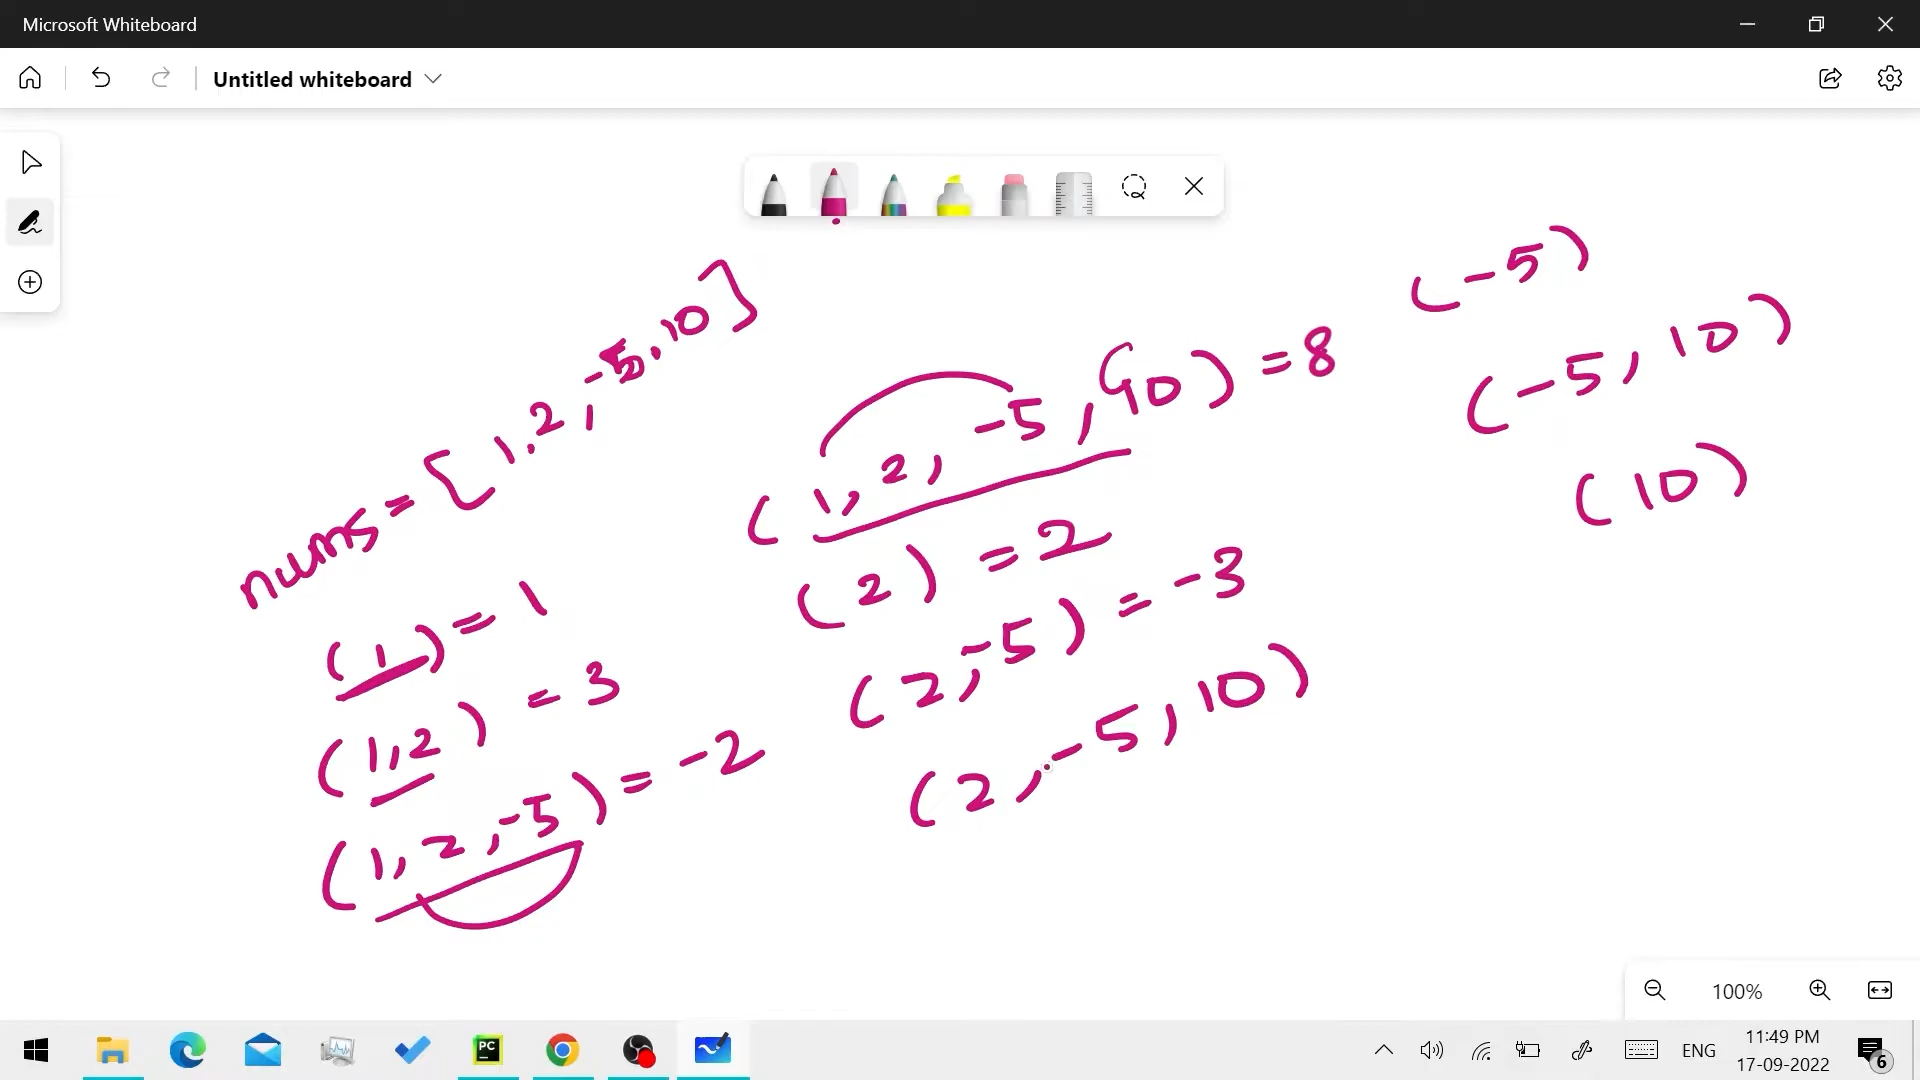 Microsoft Whiteboard
Untitled whiteboard
nums = [1, 2, -5, 10]
(1) = 1
(1, 2) = 3
(1, 2, -5) = -2
(1, 2, -5, 10) = 8
(2) = 2
(2, -5) = -3
(2, -5, 10)
(-5)
(-5, 10)
(10)
100%
PC
ENG
11:49 PM
17-09-2022
6